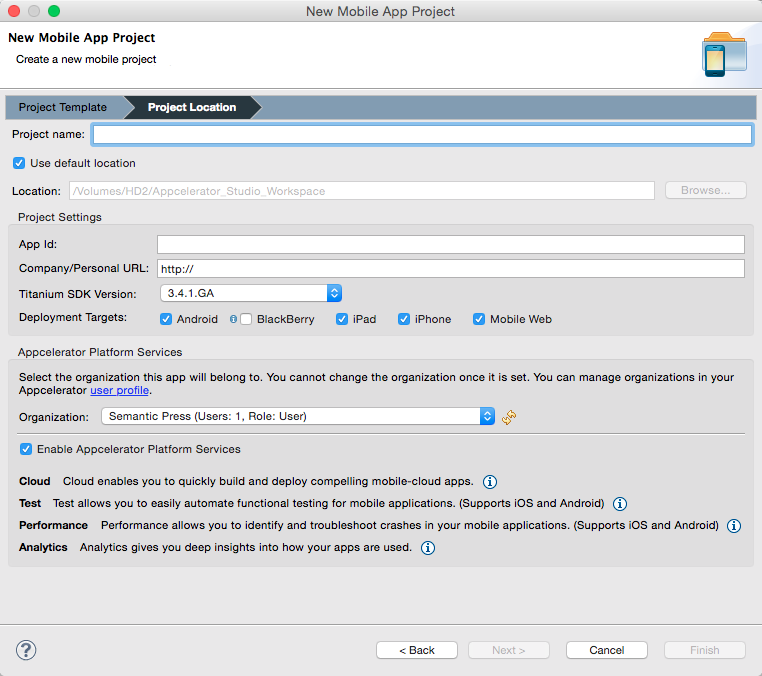 New Mobile App Project
New Mobile App Project
Create a new mobile project
Project Template Project Location
Project name:
Use default location
Location: /Volumes/HD2/Appcelerator_Studio_Workspace Browse...
Project Settings
App Id:
Company/Personal URL: http://
Titanium SDK Version: 3.4.1.GA
Deployment Targets: Android BlackBerry iPad iPhone Mobile Web
Appcelerator Platform Services
Select the organization this app will belong to. You cannot change the organization once it is set. You can manage organizations in your
Appcelerator user profile.
Organization: Semantic Press (Users: 1, Role: User)
Enable Appcelerator Platform Services
Cloud Cloud enables you to quickly build and deploy compelling mobile-cloud apps.
Test Test allows you to easily automate functional testing for mobile applications. (Supports iOS and Android)
Performance Performance allows you to identify and troubleshoot crashes in your mobile applications. (Supports iOS and Android)
Analytics Analytics gives you deep insights into how your apps are used.
? < Back Next > Cancel Finish